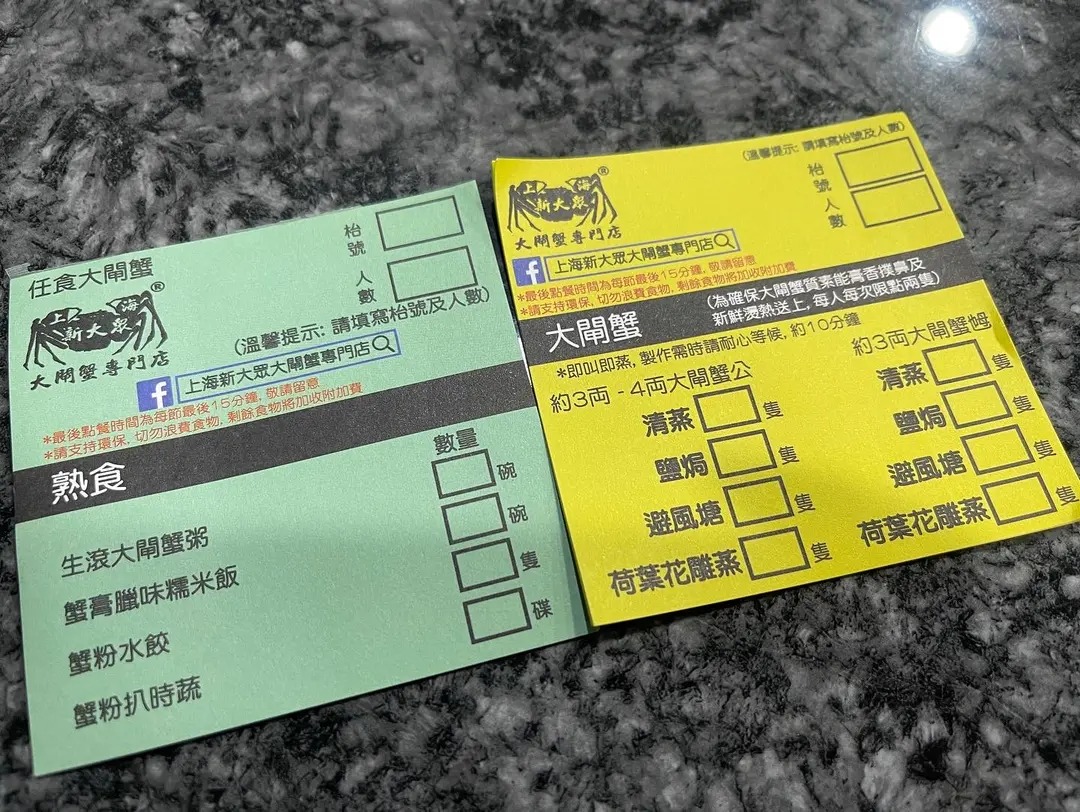 任食大閘蟹
枱號
人數
上海
新大眾
®
大閘蟹專門店
(溫馨提示: 請填寫枱號及人數)
f 上海新大眾大閘蟹專門店
*最後點餐時間為每節最後15分鐘, 敬請留意
*請支持環保, 切勿浪費食物, 剩餘食物將加收附加費
熟食
數量
生滾大閘蟹粥 碗
蟹膏臘味糯米飯 碗
蟹粉水餃 隻
蟹粉扒時蔬 碟
(溫馨提示: 請填寫枱號及人數)
枱號
人數
上海
新大眾
®
大閘蟹專門店
f 上海新大眾大閘蟹專門店
*最後點餐時間為每節最後15分鐘, 敬請留意
*請支持環保, 切勿浪費食物, 剩餘食物將加收附加費
大閘蟹
(為確保大閘蟹質素能膏香撲鼻及
新鮮燙熱送上, 每人每次限點兩隻)
*即叫即蒸, 製作需時請耐心等候, 約10分鐘
約3両 - 4両大閘蟹公
清蒸 隻
鹽焗 隻
避風塘 隻
荷葉花雕蒸 隻
約3両大閘蟹姆
清蒸 隻
鹽焗 隻
避風塘 隻
荷葉花雕蒸 隻